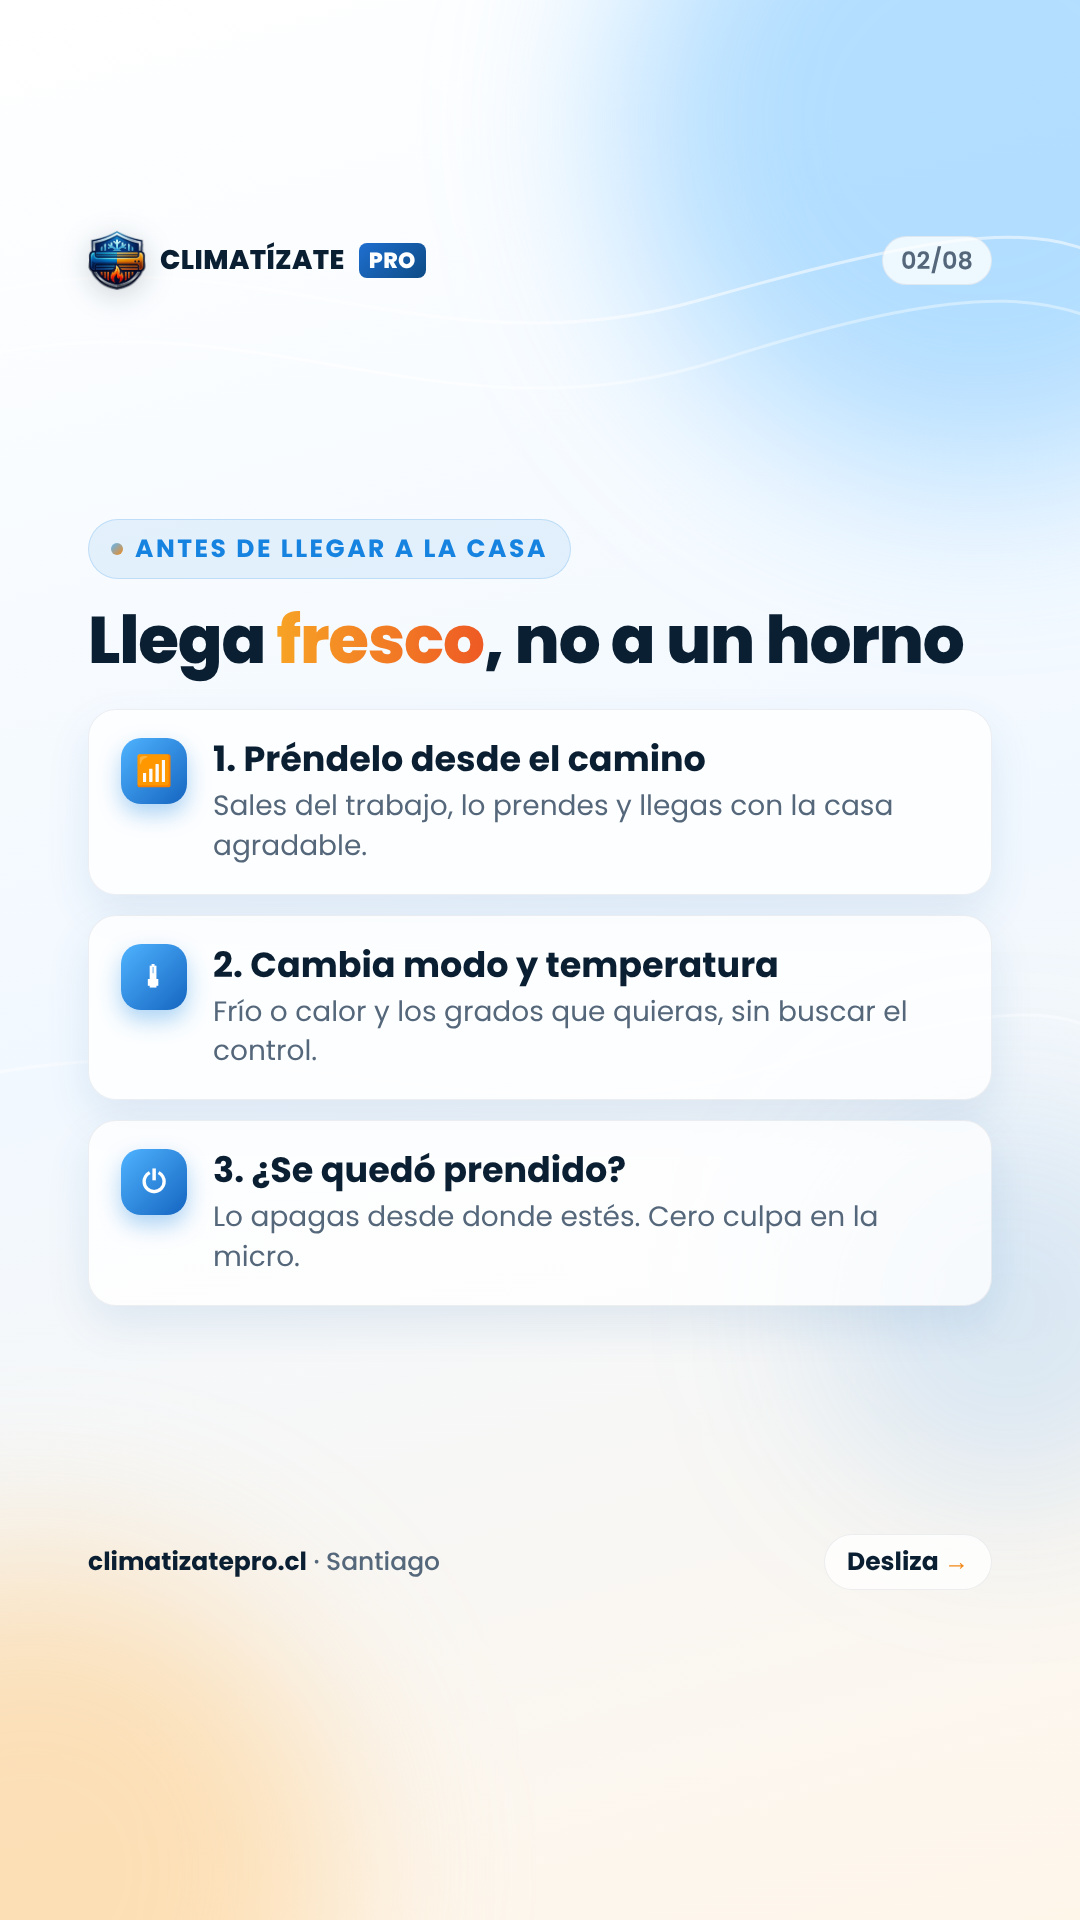 CLIMATÍZATE PRO
02/08
ANTES DE LLEGAR A LA CASA
Llega fresco, no a un horno
1. Préndelo desde el camino
Sales del trabajo, lo prendes y llegas con la casa
agradable.
2. Cambia modo y temperatura
Frío o calor y los grados que quieras, sin buscar el
control.
3. ¿Se quedó prendido?
Lo apagas desde donde estés. Cero culpa en la
micro.
climatizatepro.cl · Santiago
Desliza →